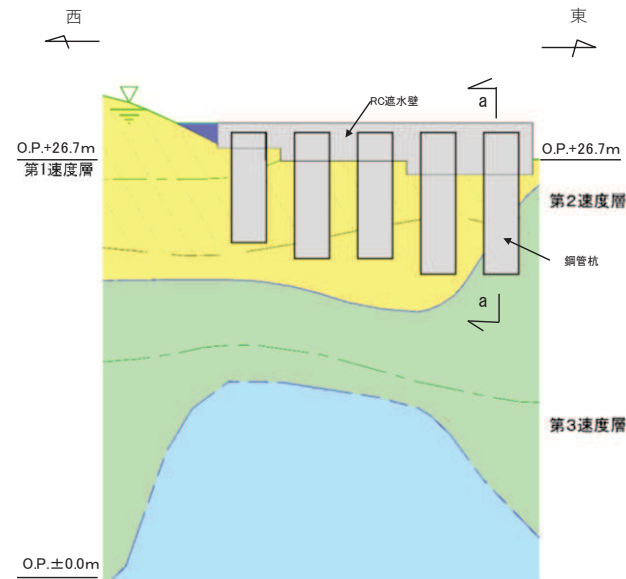 西
東
RC遮水壁
a
O.P.+26.7m
第1速度層
O.P.+26.7m
第2速度層
鋼管杭
a
第3速度層
O.P.±0.0m